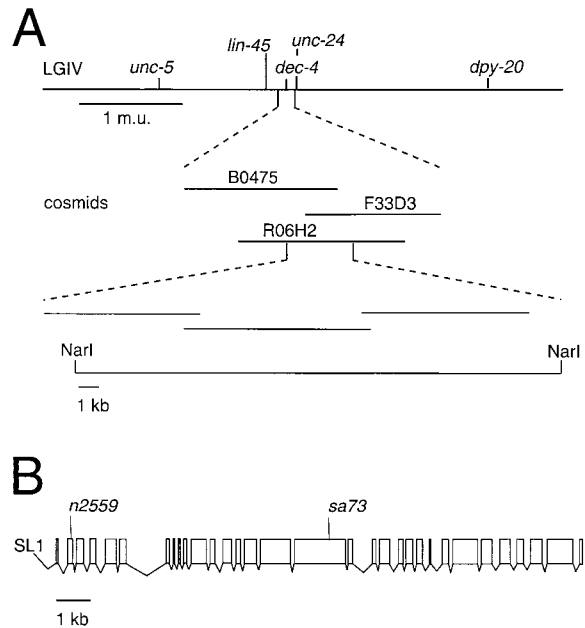 A
LGIV
unc-5
lin-45
unc-24
dec-4
dpy-20
1 m.u.
cosmids
B0475
F33D3
R06H2
NarI
NarI
1 kb
B
n2559
sa73
SL1
1 kb